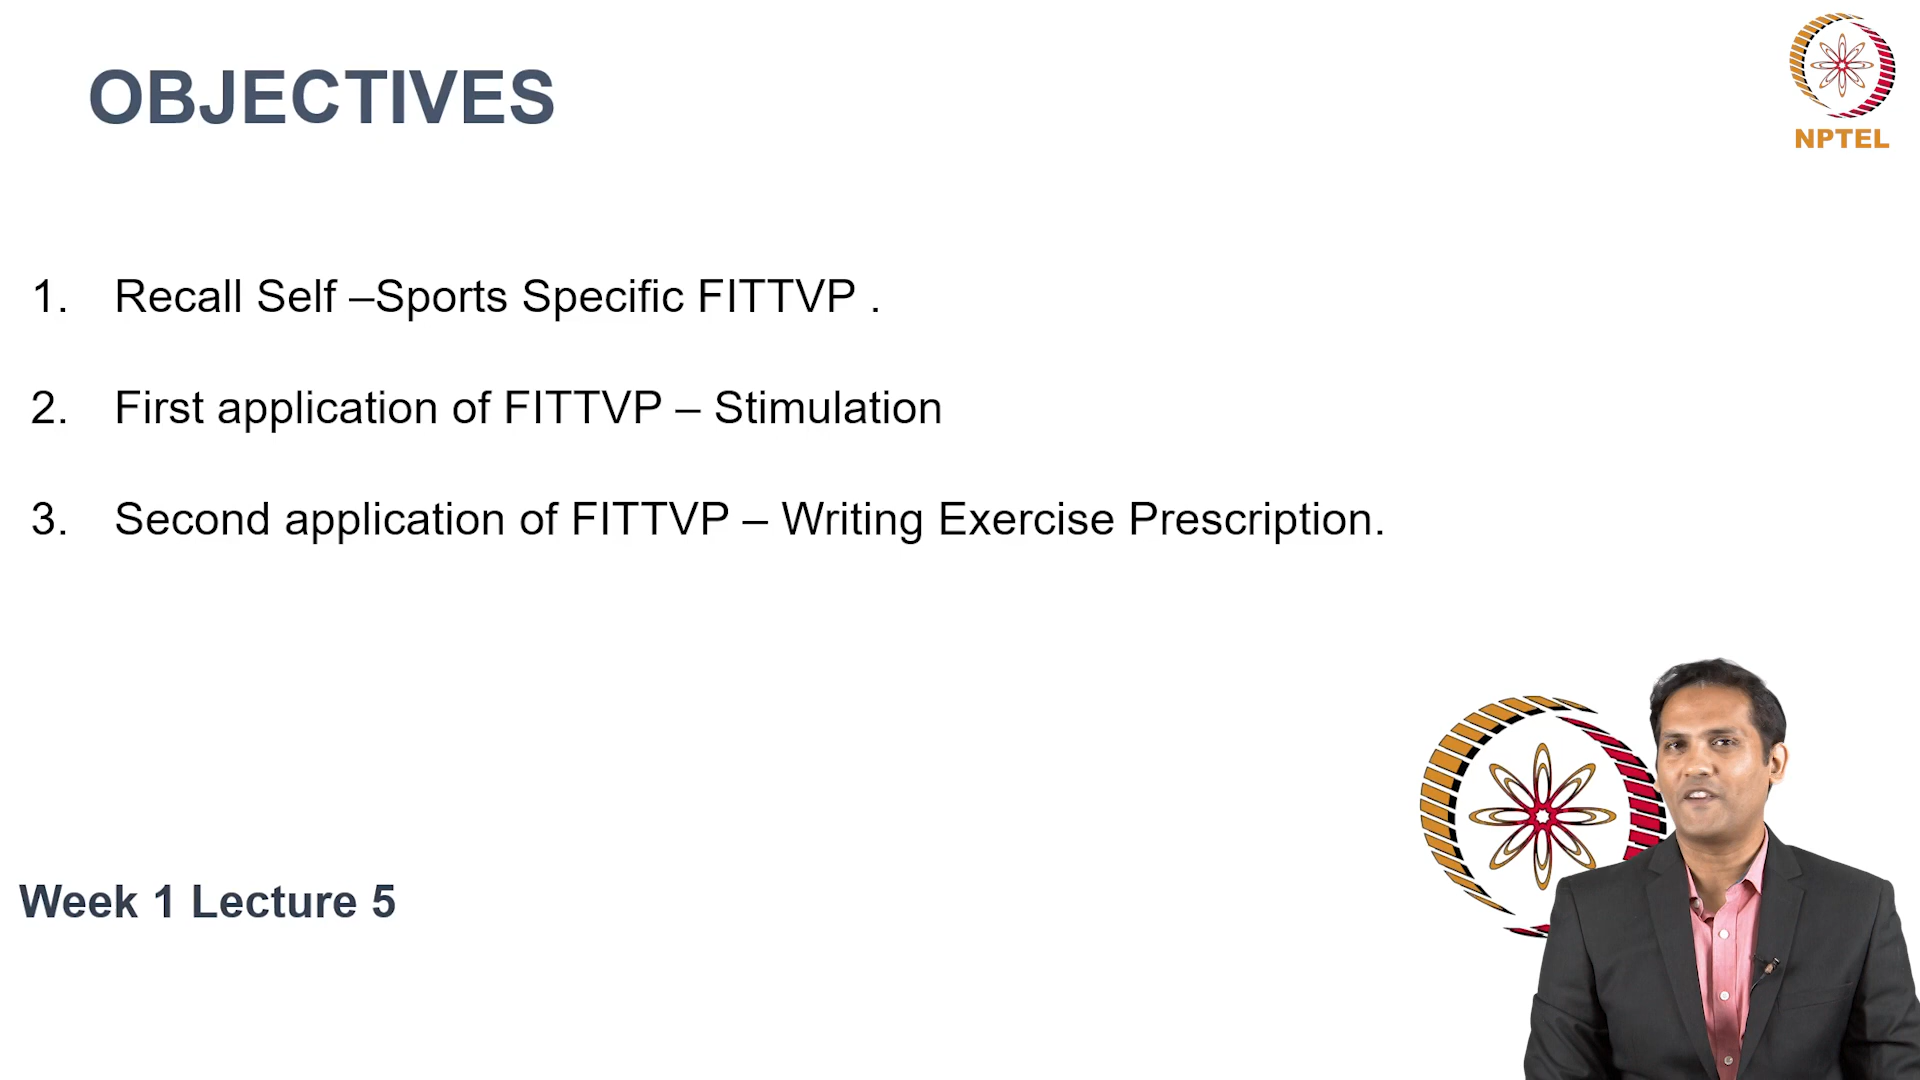 OBJECTIVES
NPTEL
1. Recall Self –Sports Specific FITTVP .
2. First application of FITTVP – Stimulation
3. Second application of FITTVP – Writing Exercise Prescription.
Week 1 Lecture 5